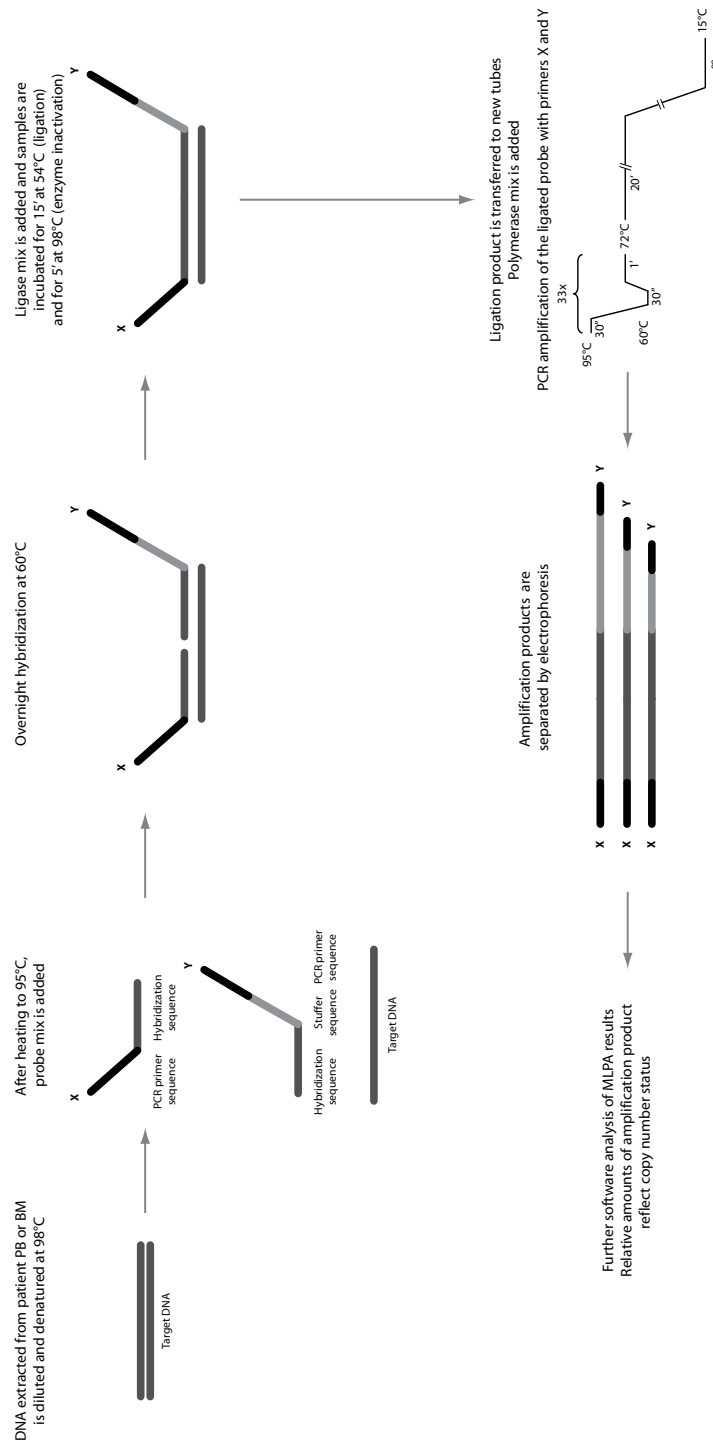 DNA extracted from patient PB or BM
is diluted and denatured at 98°C
Target DNA
After heating to 95°C,
probe mix is added
X
PCR primer
sequence
Hybridization
sequence
Y
Hybridization
sequence
Stuffer
sequence
PCR primer
sequence
Target DNA
Overnight hybridization at 60°C
X
Y
Ligase mix is added and samples are
incubated for 15' at 54°C (ligation)
and for 5' at 98°C (enzyme inactivation)
X
Y
Ligation product is transferred to new tubes
Polymerase mix is added
PCR amplification of the ligated probe with primers X and Y
33x
95°C
30"
60°C
30"
1'
72°C
20'
15°C
Amplification products are
separated by electrophoresis
X Y
X Y
X Y
Further software analysis of MLPA results
Relative amounts of amplification product
reflect copy number status